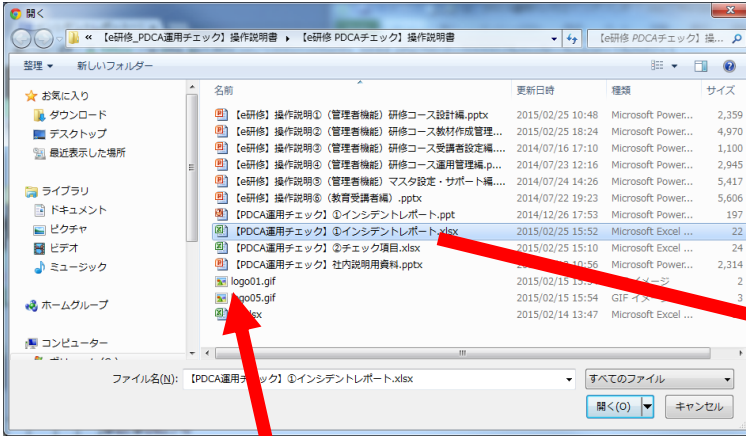 開く
« 【e研修_PDCA運用チェック】操作説明書 ▸ 【e研修 PDCAチェック】操作説明書
【e研修 PDCAチェック】操...
整理 ▼ 新しいフォルダー
お気に入り
ダウンロード
デスクトップ
最近表示した場所
ライブラリ
ドキュメント
ピクチャ
ビデオ
ミュージック
ホームグループ
コンピューター
名前 更新日時 種類 サイズ
【e研修】操作説明①（管理者機能）研修コース設計編.pptx 2015/02/25 10:48 Microsoft Power... 2,359
【e研修】操作説明②（管理者機能）研修コース教材作成管理... 2015/02/25 18:24 Microsoft Power... 4,970
【e研修】操作説明③（管理者機能）研修コース受講者設定編.... 2014/07/16 17:10 Microsoft Power... 1,100
【e研修】操作説明④（管理者機能）研修コース運用管理編.p... 2014/07/23 12:16 Microsoft Power... 2,945
【e研修】操作説明⑤（管理者機能）マスタ設定・サポート編.... 2014/07/24 14:26 Microsoft Power... 5,417
【e研修】操作説明⑥（教育受講者編）.pptx 2014/07/22 19:23 Microsoft Power... 5,606
【PDCA運用チェック】①インシデントレポート.ppt 2014/12/26 17:53 Microsoft Power... 197
【PDCA運用チェック】①インシデントレポート.xlsx 2015/02/25 15:52 Microsoft Excel ... 22
【PDCA運用チェック】②チェック項目.xlsx 2015/02/25 15:10 Microsoft Excel ... 24
【PDCA運用チェック】社内説明用資料.pptx 10:56 Microsoft Power... 2,314
logo01.gif 2015/02/15 2
logo05.gif 2015/02/15 15:54 GIF 3
2015/02/14 13:47 Microsoft Excel ...
ファイル名(N): 【PDCA運用チェック】①インシデントレポート.xlsx すべてのファイル
開く(O) キャンセル